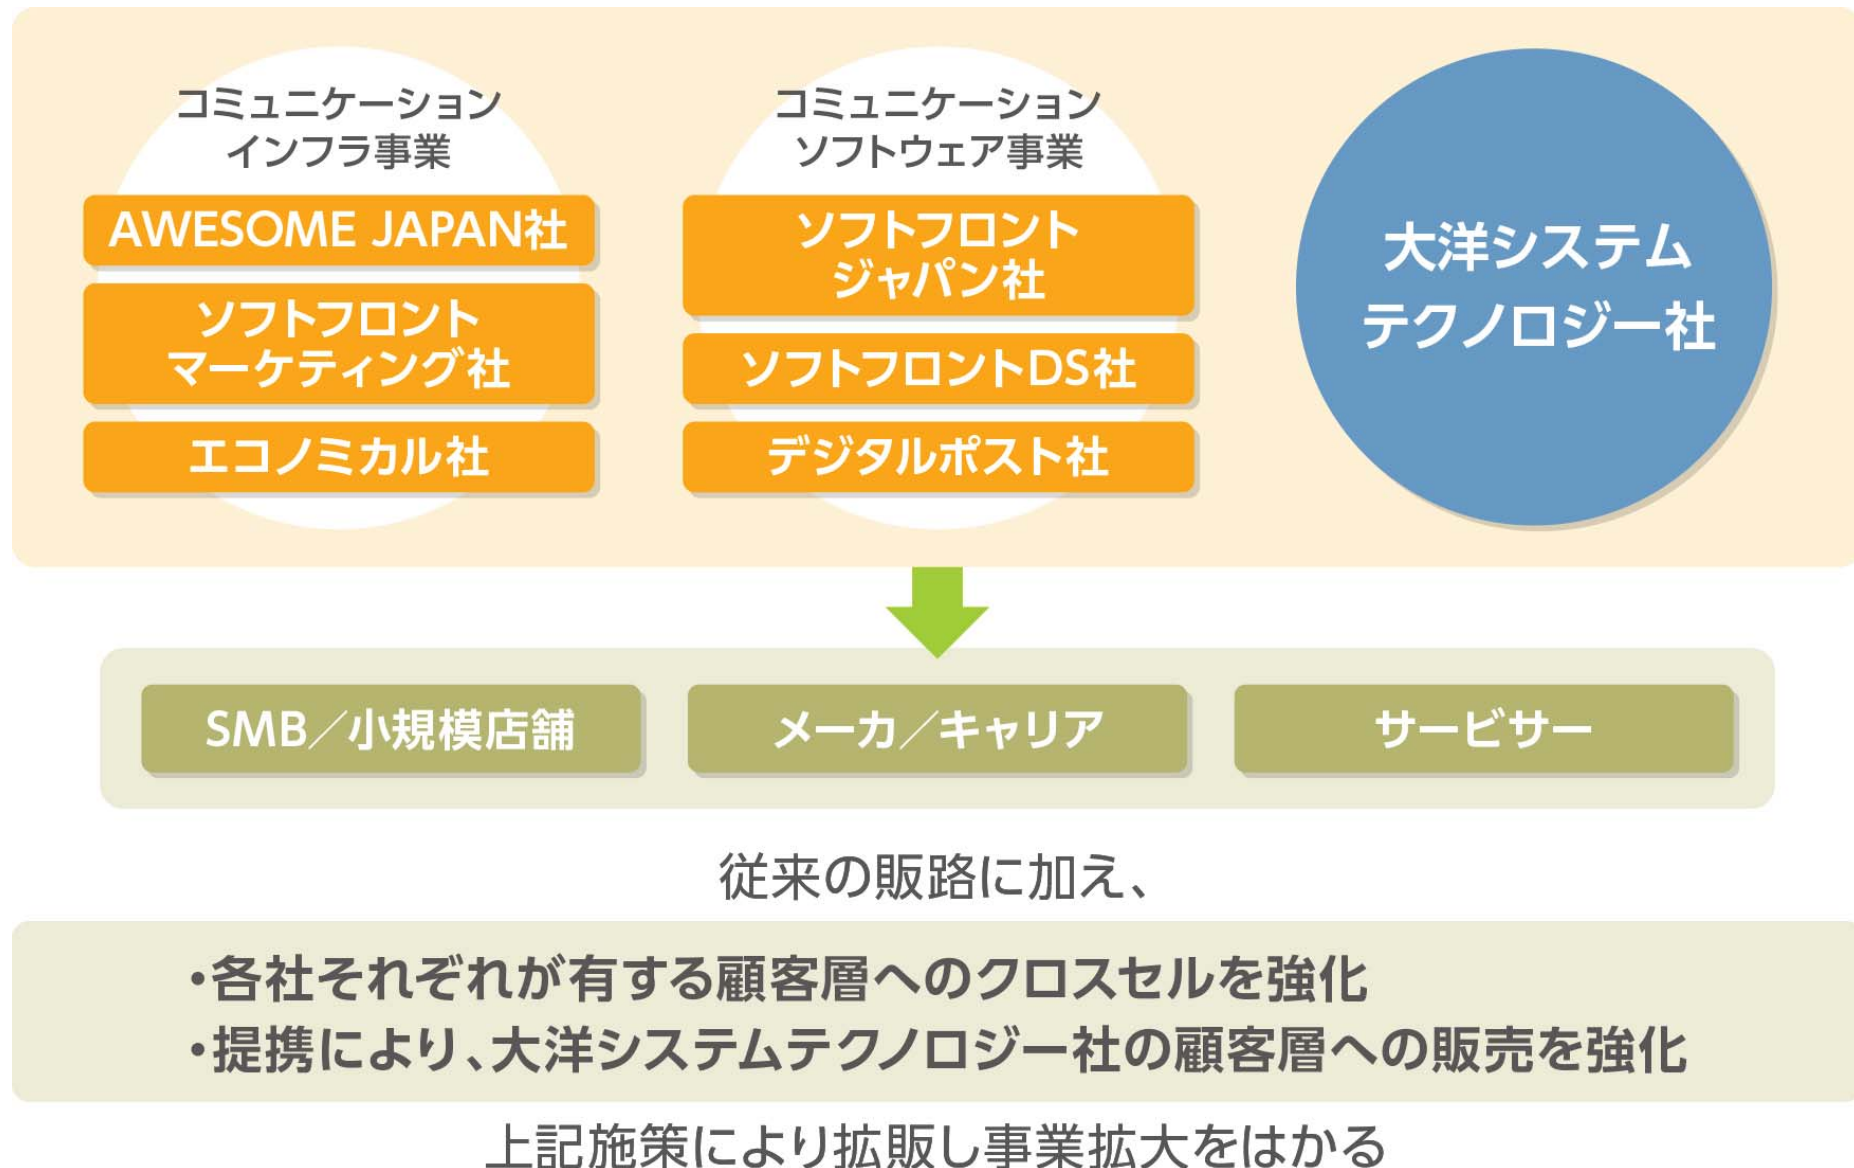 コミュニケーション
インフラ事業
AWESOME JAPAN社
ソフトフロント
マーケティング社
エコノミカル社
コミュニケーション
ソフトウェア事業
ソフトフロント
ジャパン社
ソフトフロントDS社
デジタルポスト社
大洋システム
テクノロジー社
SMB／小規模店舗
メーカ／キャリア
サービサー
従来の販路に加え、
・各社それぞれが有する顧客層へのクロスセルを強化
・提携により、大洋システムテクノロジー社の顧客層への販売を強化
上記施策により拡販し事業拡大をはかる